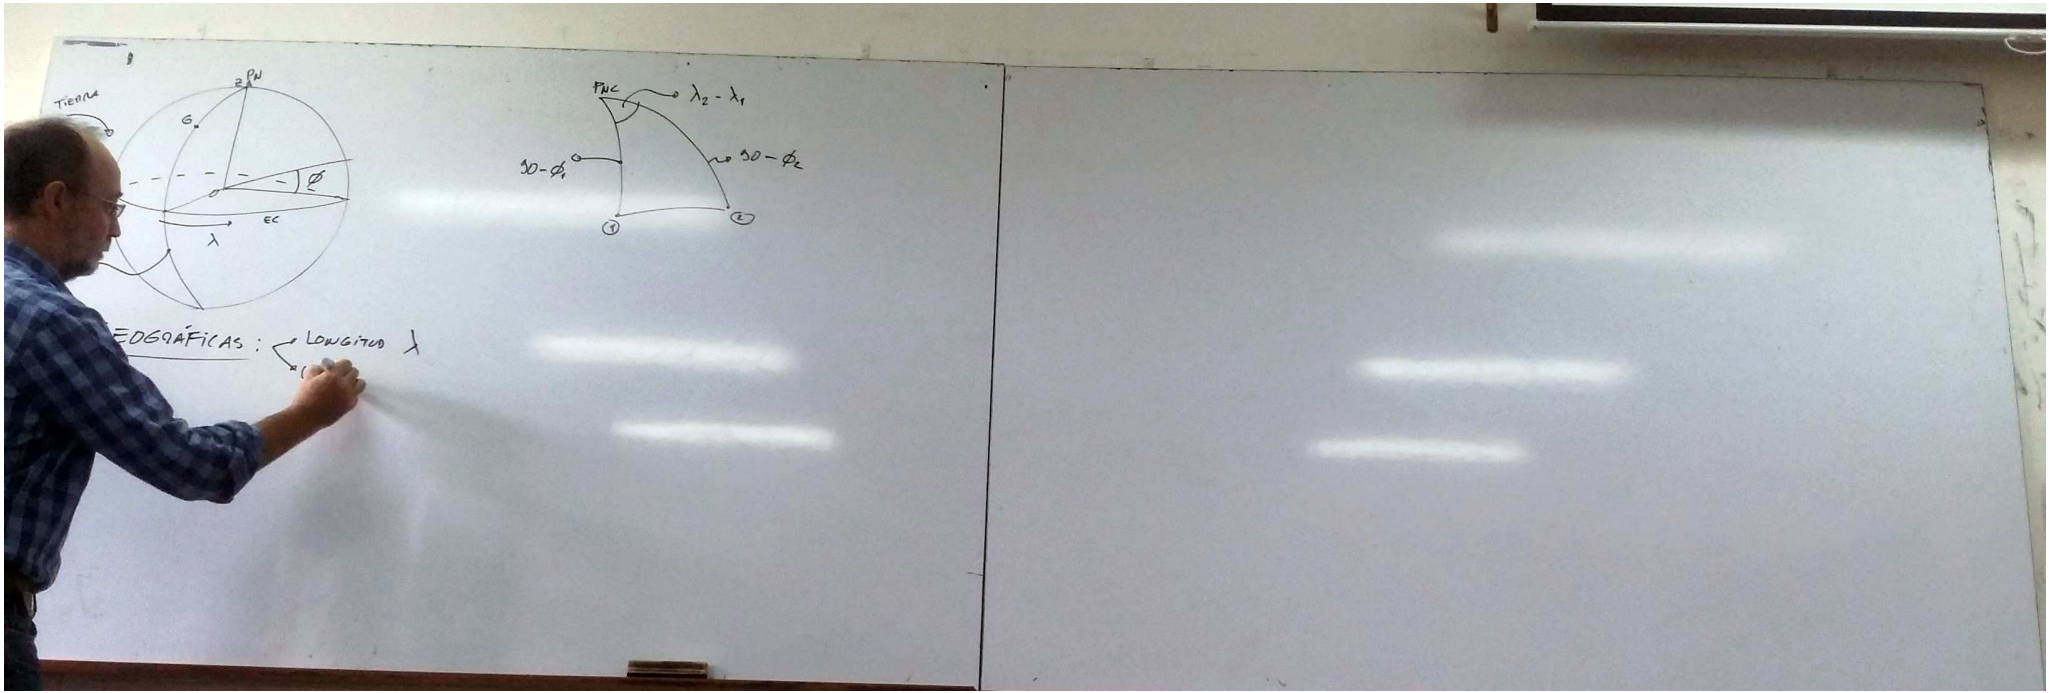 TIERRA
PN
G
O
φ
EC
λ
PNC
λ₂ - λ₁
90-φ₁
90-φ₂
1
2
EOGRÁFICAS: LONGITUD λ